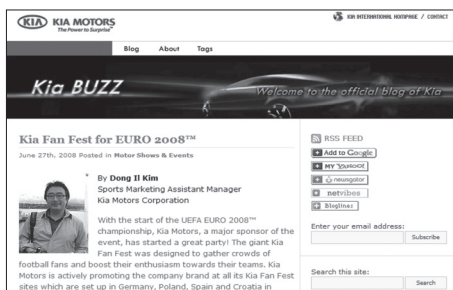 KIA KIA MOTORS
The Power to Surprise™
KIA INTERNATIONAL HOMEPAGE / CONTACT
Blog About Tags
Kia BUZZ
Welcome to the official blog of Kia
Kia Fan Fest for EURO 2008™
June 27th, 2008 Posted in Motor Shows & Events
By Dong Il Kim
Sports Marketing Assistant Manager
Kia Motors Corporation
With the start of the UEFA EURO 2008™
championship, Kia Motors, a major sponsor of the
event, has started a great party! The giant Kia
Fan Fest was designed to gather crowds of
football fans and boost their enthusiasm towards their teams. Kia
Motors is actively promoting the company brand at all its Kia Fan Fest
sites which are set up in Germany, Poland, Spain and Croatia in
RSS FEED
Add to Google
MY YAHOO!
newsgator
netvibes
Bloglines
Enter your email address:
Subscribe
Search this site:
Search